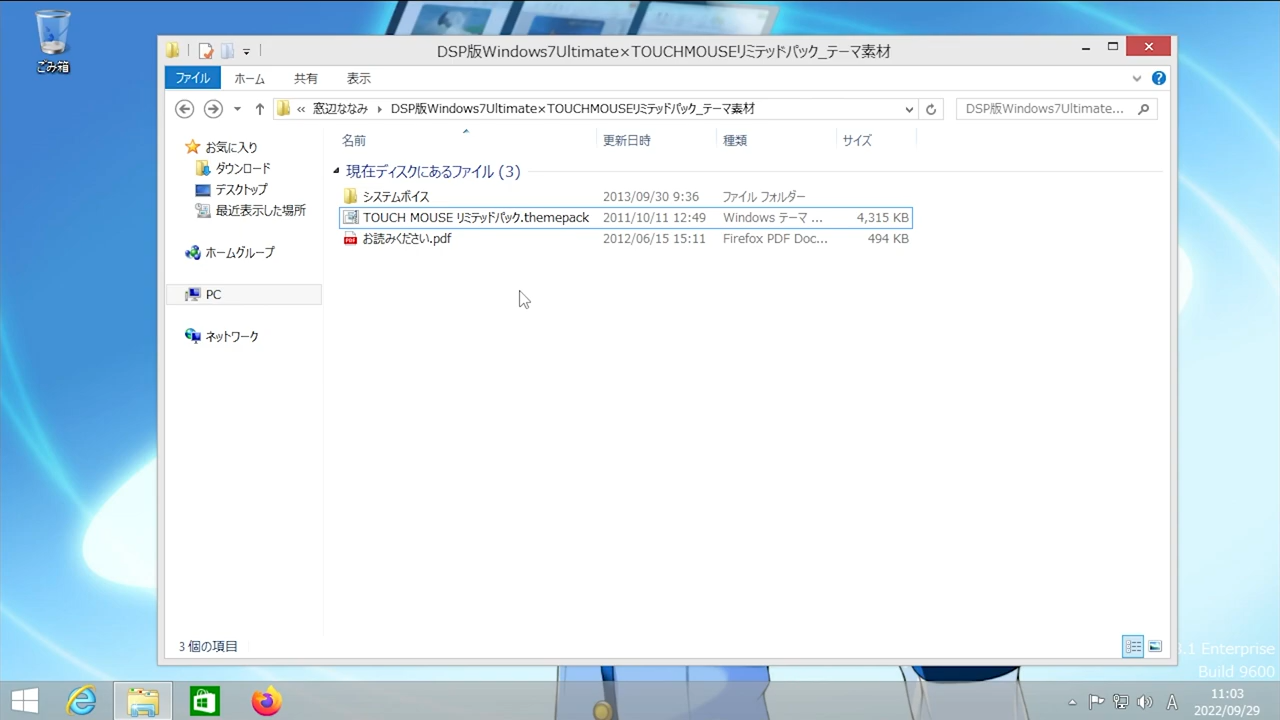 ごみ箱
DSP版Windows7Ultimate×TOUCHMOUSEリミテッドパック_テーマ素材
ファイル ホーム 共有 表示
« 窓辺ななみ DSP版Windows7Ultimate×TOUCHMOUSEリミテッドパック_テーマ素材 DSP版Windows7Ultimate...
お気に入り
ダウンロード
デスクトップ
最近表示した場所
ホームグループ
PC
ネットワーク
名前 更新日時 種類 サイズ
現在ディスクにあるファイル (3)
システムボイス 2013/09/30 9:36 ファイル フォルダー
TOUCH MOUSE リミテッドパック.themepack 2011/10/11 12:49 Windows テーマ ... 4,315 KB
お読みください.pdf 2012/06/15 15:11 Firefox PDF Doc... 494 KB
3 個の項目
.1 Enterprise
Build 9600
A
11:03
2022/09/29